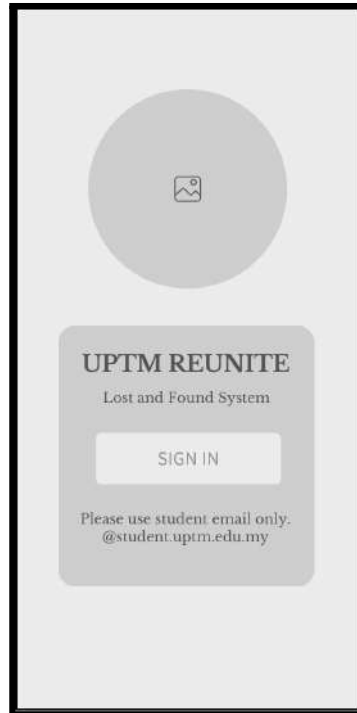 UPTM REUNITE
Lost and Found System
SIGN IN
Please use student email only.
@student.uptm.edu.my